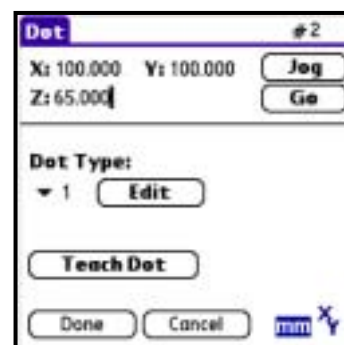 Dot #2
X: 100.000 Y: 100.000 Jog
Z: 65.000 Go
Dot Type:
1 Edit
Teach Dot
Done Cancel mm XY